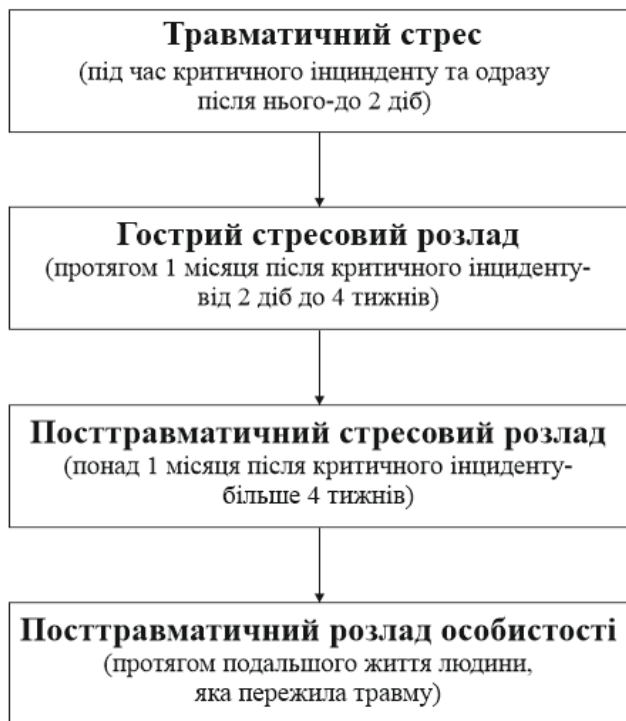 Травматичний стрес
(під час критичного інцинденту та одразу
після нього-до 2 діб)
Гострий стресовий розлад
(протягом 1 місяця після критичного інциденту-
від 2 діб до 4 тижнів)
Посттравматичний стресовий розлад
(понад 1 місяця після критичного інциденту-
більше 4 тижнів)
Посттравматичний розлад особистості
(протягом подальшого життя людини,
яка пережила травму)